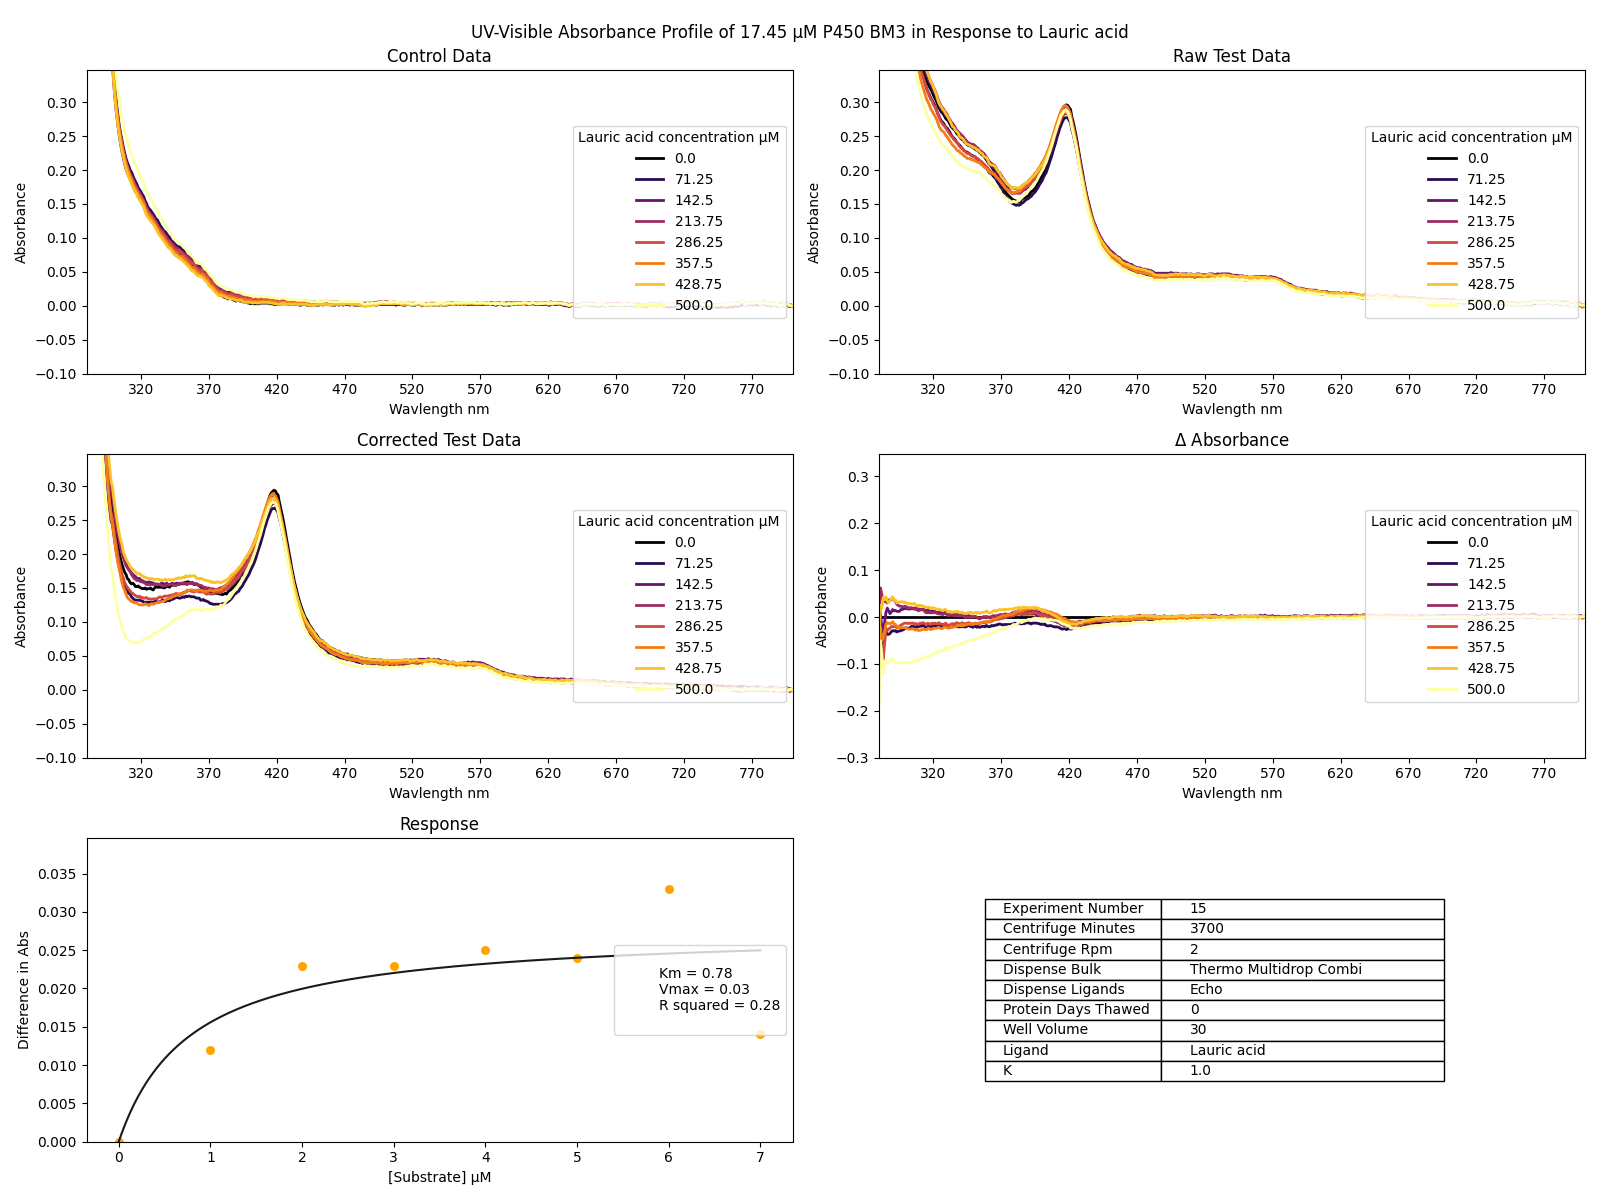 UV-Visible Absorbance Profile of 17.45 μM P450 BM3 in Response to Lauric acid
Control Data
0.30
0.25
0.20
0.15
0.10
0.05
0.00
−0.05
−0.10
Absorbance
320 370 420 470 520 570 620 670 720 770
Wavlength nm
Lauric acid concentration μM
0.0
71.25
142.5
213.75
286.25
357.5
428.75
500.0
Raw Test Data
0.30
0.25
0.20
0.15
0.10
0.05
0.00
−0.05
−0.10
Absorbance
320 370 420 470 520 570 620 670 720 770
Wavlength nm
Lauric acid concentration μM
0.0
71.25
142.5
213.75
286.25
357.5
428.75
500.0
Corrected Test Data
0.30
0.25
0.20
0.15
0.10
0.05
0.00
−0.05
−0.10
Absorbance
320 370 420 470 520 570 620 670 720 770
Wavlength nm
Lauric acid concentration μM
0.0
71.25
142.5
213.75
286.25
357.5
428.75
500.0
Δ Absorbance
0.3
0.2
0.1
0.0
−0.1
−0.2
−0.3
Absorbance
320 370 420 470 520 570 620 670 720 770
Wavlength nm
Lauric acid concentration μM
0.0
71.25
142.5
213.75
286.25
357.5
428.75
500.0
Response
0.035
0.030
0.025
0.020
0.015
0.010
0.005
0.000
Difference in Abs
0 1 2 3 4 5 6 7
[Substrate] μM
Km = 0.78
Vmax = 0.03
R squared = 0.28
Experiment Number 15
Centrifuge Minutes 3700
Centrifuge Rpm 2
Dispense Bulk Thermo Multidrop Combi
Dispense Ligands Echo
Protein Days Thawed 0
Well Volume 30
Ligand Lauric acid
K 1.0